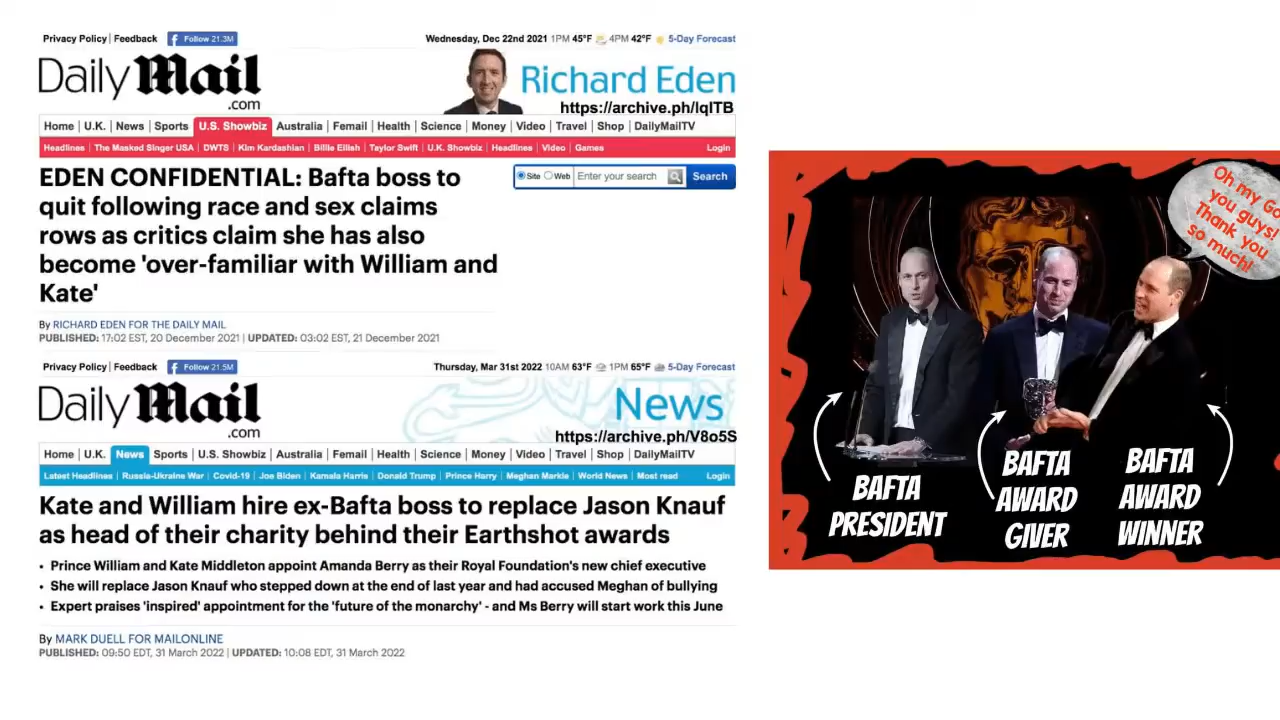 Privacy Policy | Feedback Follow 21.3M Wednesday, Dec 22nd 2021 1PM 45°F 4PM 42°F 5-Day Forecast
Daily Mail .com
Richard Eden
https://archive.ph/lqITB
Home | U.K. | News | Sports | U.S. Showbiz | Australia | Femail | Health | Science | Money | Video | Travel | Shop | DailyMailTV
Headlines | The Masked Singer USA | DWTS | Kim Kardashian | Billie Eilish | Taylor Swift | U.K. Showbiz | Headlines | Video | Games Login
EDEN CONFIDENTIAL: Bafta boss to
quit following race and sex claims
rows as critics claim she has also
become 'over-familiar with William and
Kate'
Site Web Enter your search Search
By RICHARD EDEN FOR THE DAILY MAIL
PUBLISHED: 17:02 EST, 20 December 2021 | UPDATED: 03:02 EST, 21 December 2021
Privacy Policy | Feedback Follow 21.5M Thursday, Mar 31st 2022 10AM 63°F 1PM 65°F 5-Day Forecast
Daily Mail .com
News
https://archive.ph/V8o5S
Home | U.K. | News | Sports | U.S. Showbiz | Australia | Femail | Health | Science | Money | Video | Travel | Shop | DailyMailTV
Latest Headlines | Russia-Ukraine War | Covid-19 | Joe Biden | Kamala Harris | Donald Trump | Prince Harry | Meghan Markle | World News | Most read Login
Kate and William hire ex-Bafta boss to replace Jason Knauf
as head of their charity behind their Earthshot awards
• Prince William and Kate Middleton appoint Amanda Berry as their Royal Foundation's new chief executive
• She will replace Jason Knauf who stepped down at the end of last year and had accused Meghan of bullying
• Expert praises 'inspired' appointment for the 'future of the monarchy' - and Ms Berry will start work this June
By MARK DUELL FOR MAILONLINE
PUBLISHED: 09:50 EDT, 31 March 2022 | UPDATED: 10:08 EDT, 31 March 2022
Oh my Go
you guys!
Thank you
so much!
BAFTA
PRESIDENT
BAFTA
AWARD
GIVER
BAFTA
AWARD
WINNER